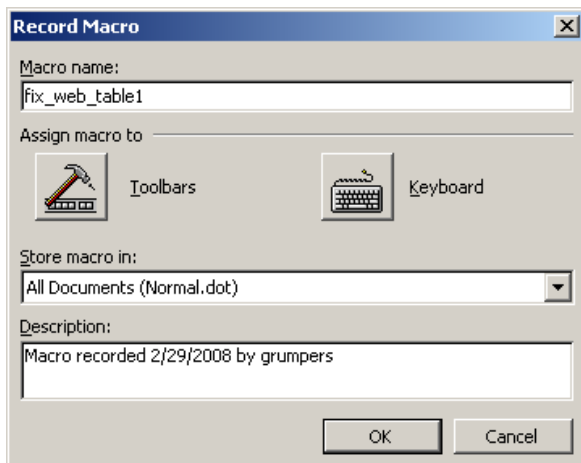 Record Macro
Macro name:
fix_web_table1
Assign macro to
Toolbars
Keyboard
Store macro in:
All Documents (Normal.dot)
Description:
Macro recorded 2/29/2008 by grumpers
OK
Cancel